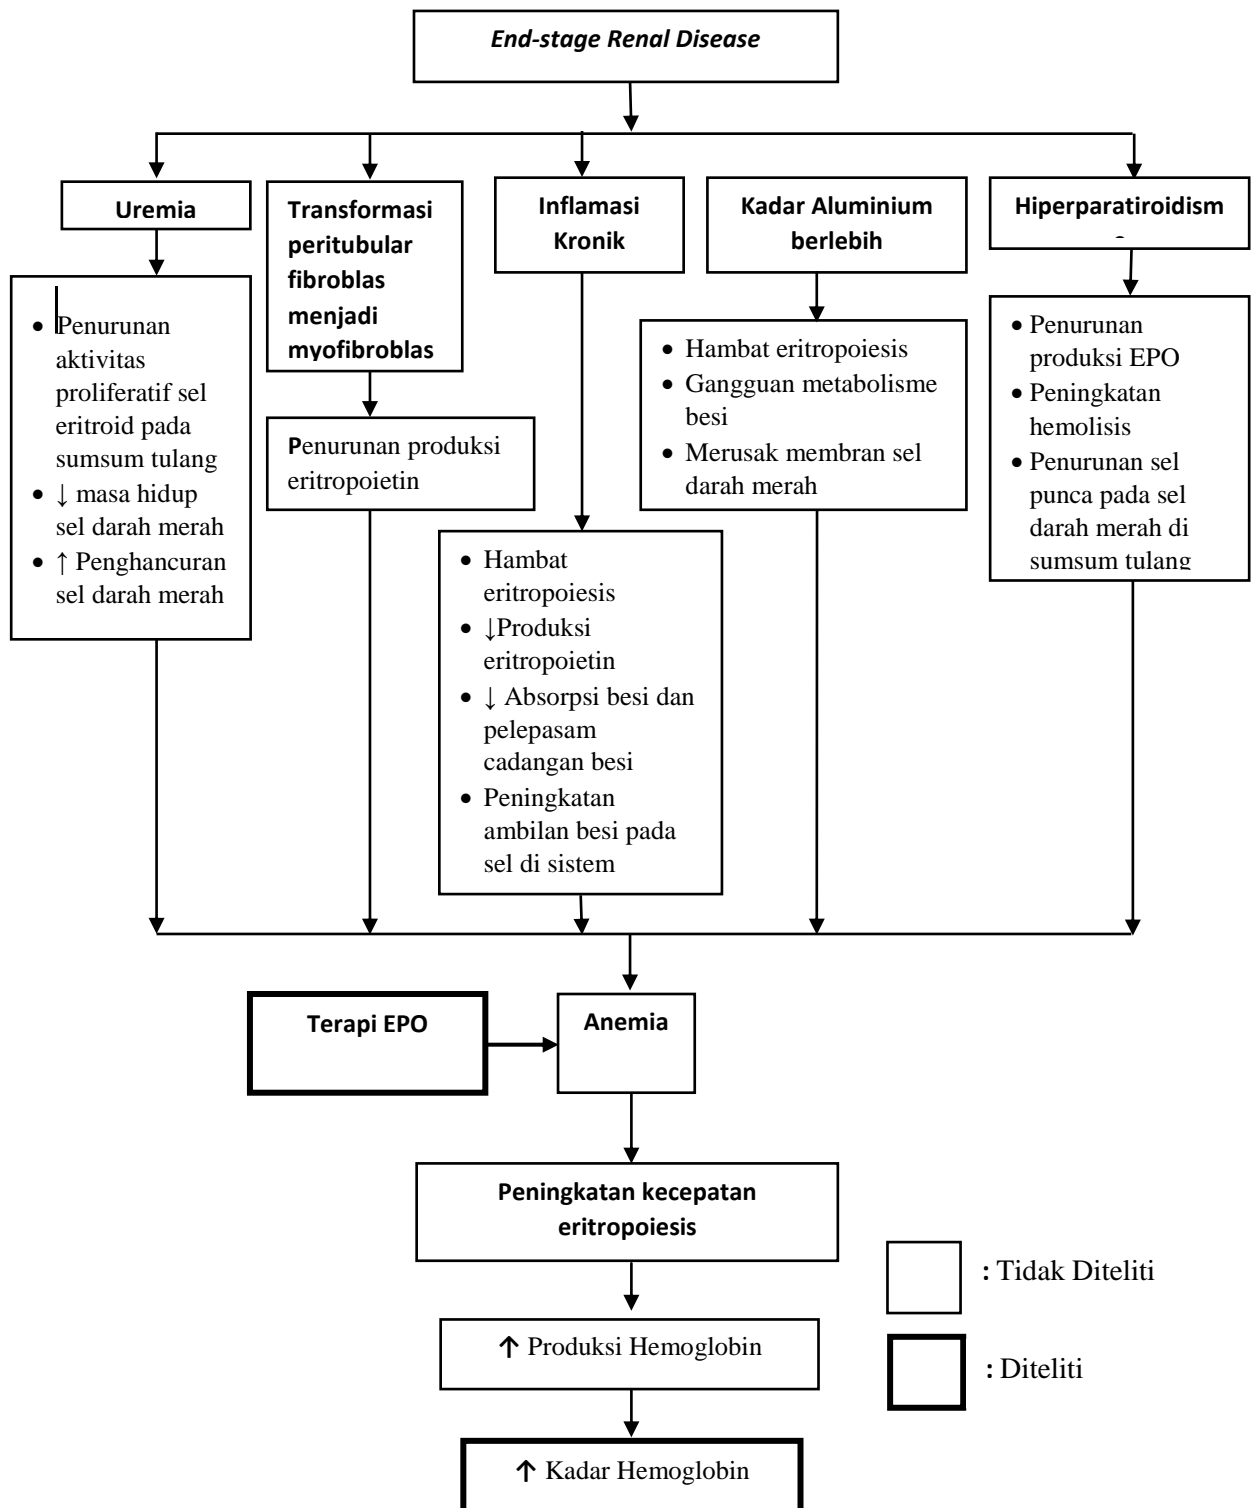 End-stage Renal Disease
Uremia
Transformasi
peritubular
fibroblas
menjadi
myofibroblas
Inflamasi
Kronik
Kadar Aluminium
berlebih
Hiperparatiroidism
• Penurunan
aktivitas
proliferatif sel
eritroid pada
sumsum tulang
• ↓ masa hidup
sel darah merah
• ↑ Penghancuran
sel darah merah
Penurunan produksi
eritropoietin
• Hambat
eritropoiesis
• ↓Produksi
eritropoietin
• ↓ Absorpsi besi dan
pelepasam
cadangan besi
• Peningkatan
ambilan besi pada
sel di sistem
• Hambat eritropoiesis
• Gangguan metabolisme
besi
• Merusak membran sel
darah merah
• Penurunan
produksi EPO
• Peningkatan
hemolisis
• Penurunan sel
punca pada sel
darah merah di
sumsum tulang
Terapi EPO
Anemia
Peningkatan kecepatan
eritropoiesis
↑ Produksi Hemoglobin
↑ Kadar Hemoglobin
: Tidak Diteliti
: Diteliti